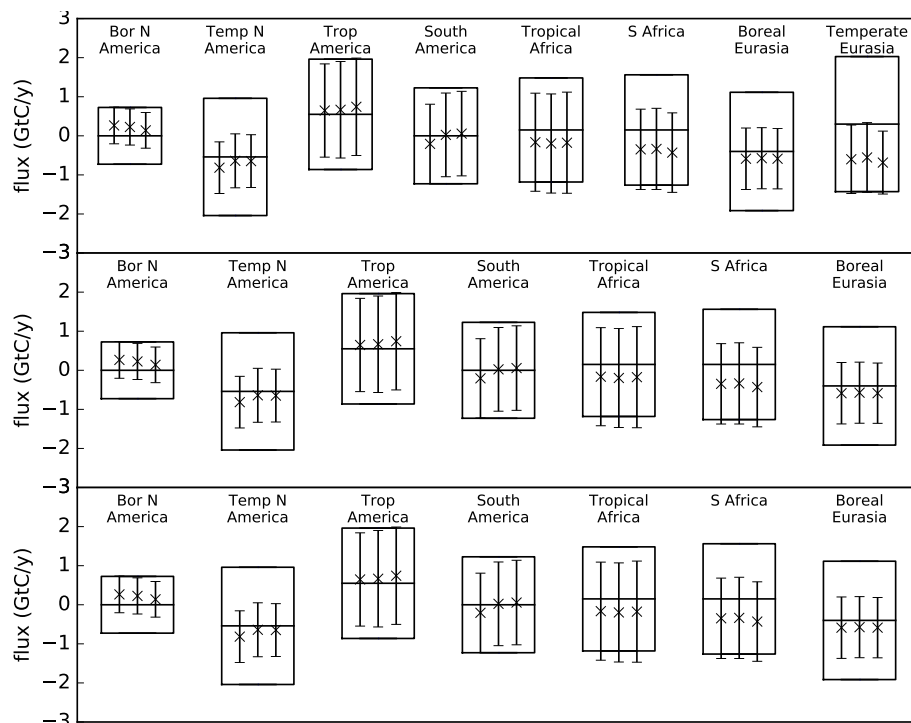 3
2
1
0
−1
−2
−3
flux (GtC/y)
Bor N
America
Temp N
America
Trop
America
South
America
Tropical
Africa
S Africa
Boreal
Eurasia
Temperate
Eurasia
2
1
0
−1
−2
−3
flux (GtC/y)
Bor N
America
Temp N
America
Trop
America
South
America
Tropical
Africa
S Africa
Boreal
Eurasia
2
1
0
−1
−2
−3
flux (GtC/y)
Bor N
America
Temp N
America
Trop
America
South
America
Tropical
Africa
S Africa
Boreal
Eurasia